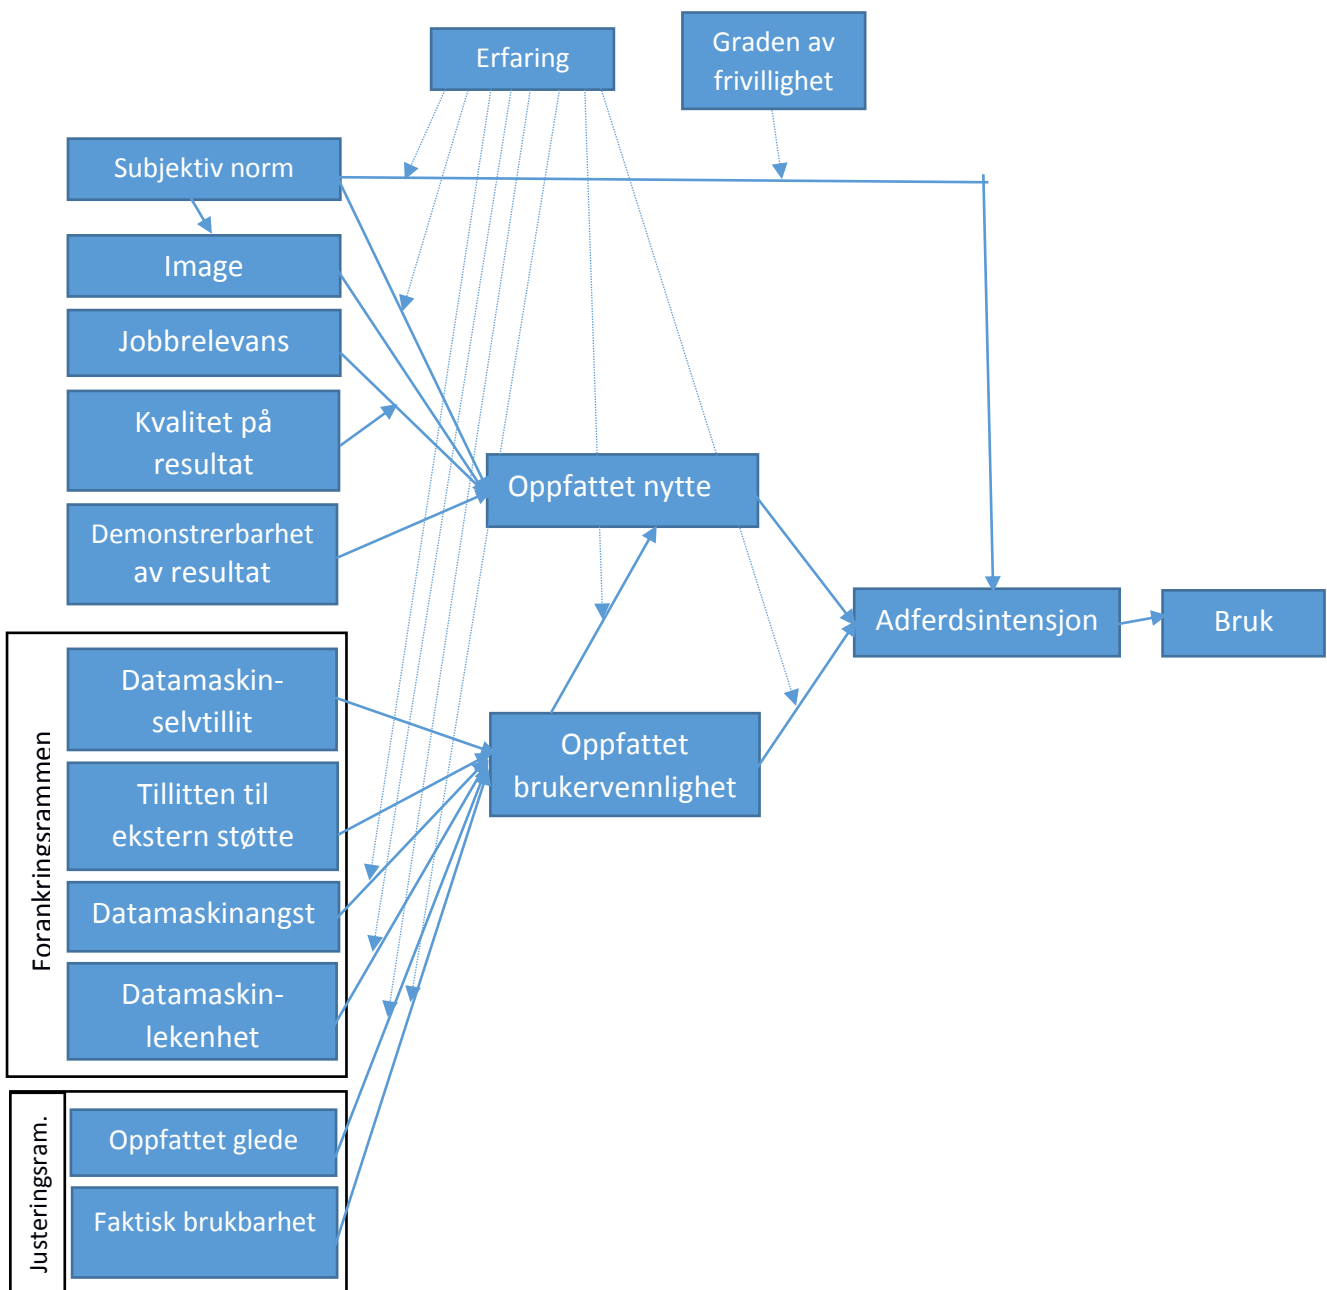 Erfaring
Graden av
frivillighet
Subjektiv norm
Image
Jobbrelevans
Kvalitet på
resultat
Demonstrerbarhet
av resultat
Oppfattet nytte
Adferdsintensjon
Bruk
Forankringsrammen
Datamaskin-
selvtillit
Tillitten til
ekstern støtte
Datamaskinangst
Datamaskin-
lekenhet
Oppfattet
brukervennlighet
Justeringsram.
Oppfattet glede
Faktisk brukbarhet